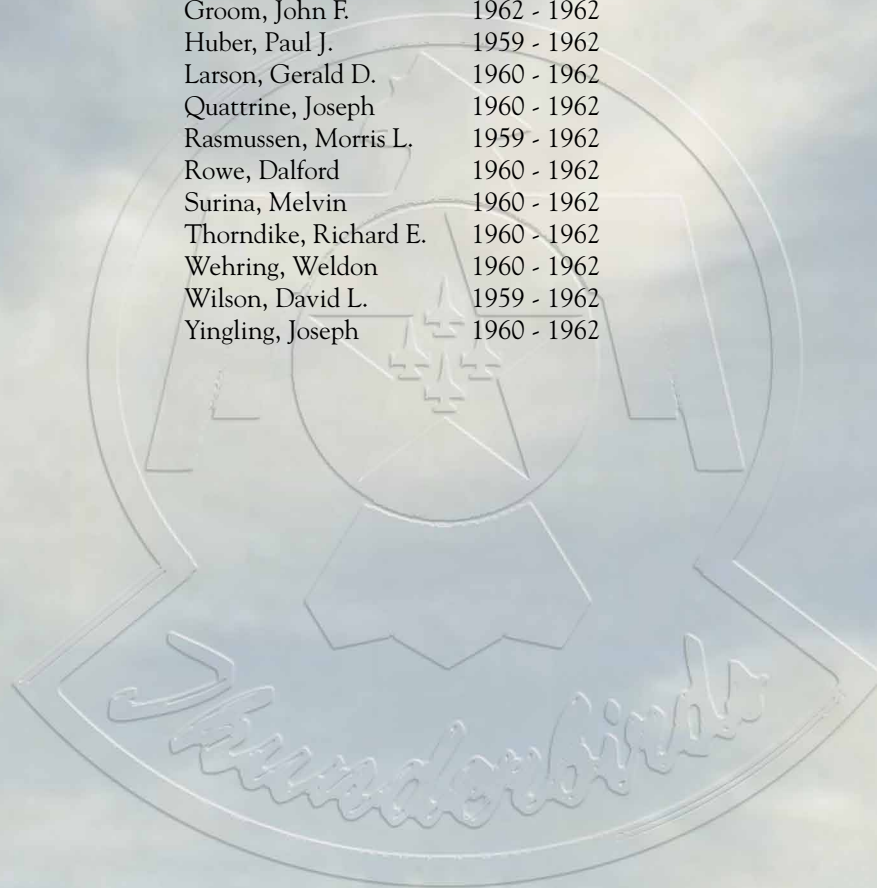 Groom, John F. 1962 - 1962
Huber, Paul J. 1959 - 1962
Larson, Gerald D. 1960 - 1962
Quattrine, Joseph 1960 - 1962
Rasmussen, Morris L. 1959 - 1962
Rowe, Dalford 1960 - 1962
Surina, Melvin 1960 - 1962
Thorndike, Richard E. 1960 - 1962
Wehring, Weldon 1960 - 1962
Wilson, David L. 1959 - 1962
Yingling, Joseph 1960 - 1962
Thunderbirds